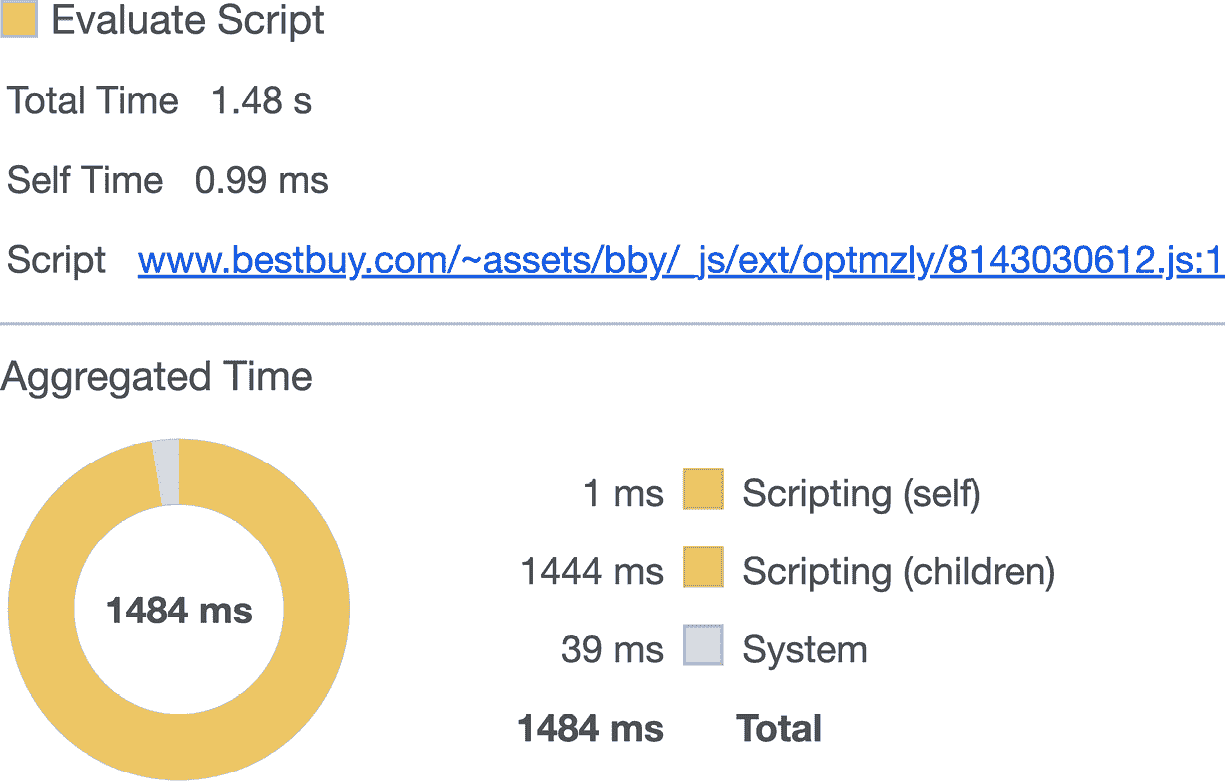 Evaluate Script
Total Time 1.48 s
Self Time 0.99 ms
Script www.bestbuy.com/~assets/bby/_js/ext/optmzly/8143030612.js:1
Aggregated Time
1 ms Scripting (self)
1444 ms Scripting (children)
1484 ms
39 ms System
1484 ms Total